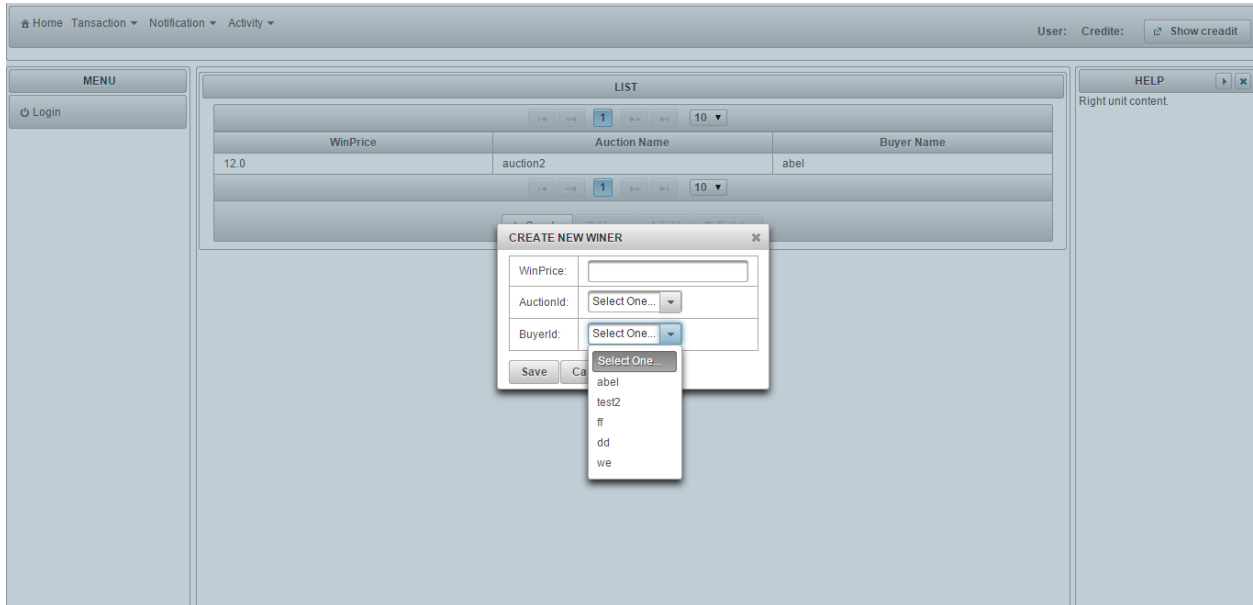 Home Tansaction Notification Activity
User: Credite: Show creadit
MENU
Login
LIST
1 10
WinPrice Auction Name Buyer Name
12.0 auction2 abel
1 10
CREATE NEW WINER
WinPrice:
AuctionId: Select One...
BuyerId: Select One...
Select One...
abel
test2
ff
dd
we
Save Ca
HELP
Right unit content.